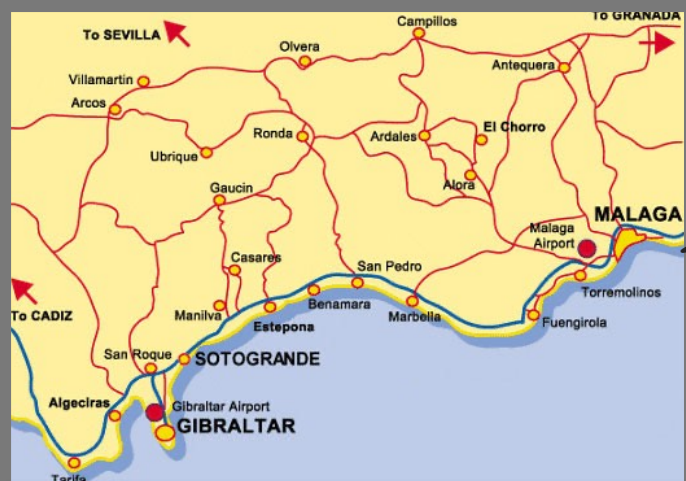 Campillos
To GRANADA
To SEVILLA
Olvera
Antequera
Villamartin
Arcos
Ronda
Ardales
El Chorro
Ubrique
Alora
Gaucin
MALAGA
Malaga
Airport
Casares
San Pedro
Torremolinos
To CADIZ
Manilva
Benamara
Marbella
Estepona
Fuengirola
San Roque
SOTOGRANDE
Algeciras
Gibraltar Airport
GIBRALTAR
Tarifa